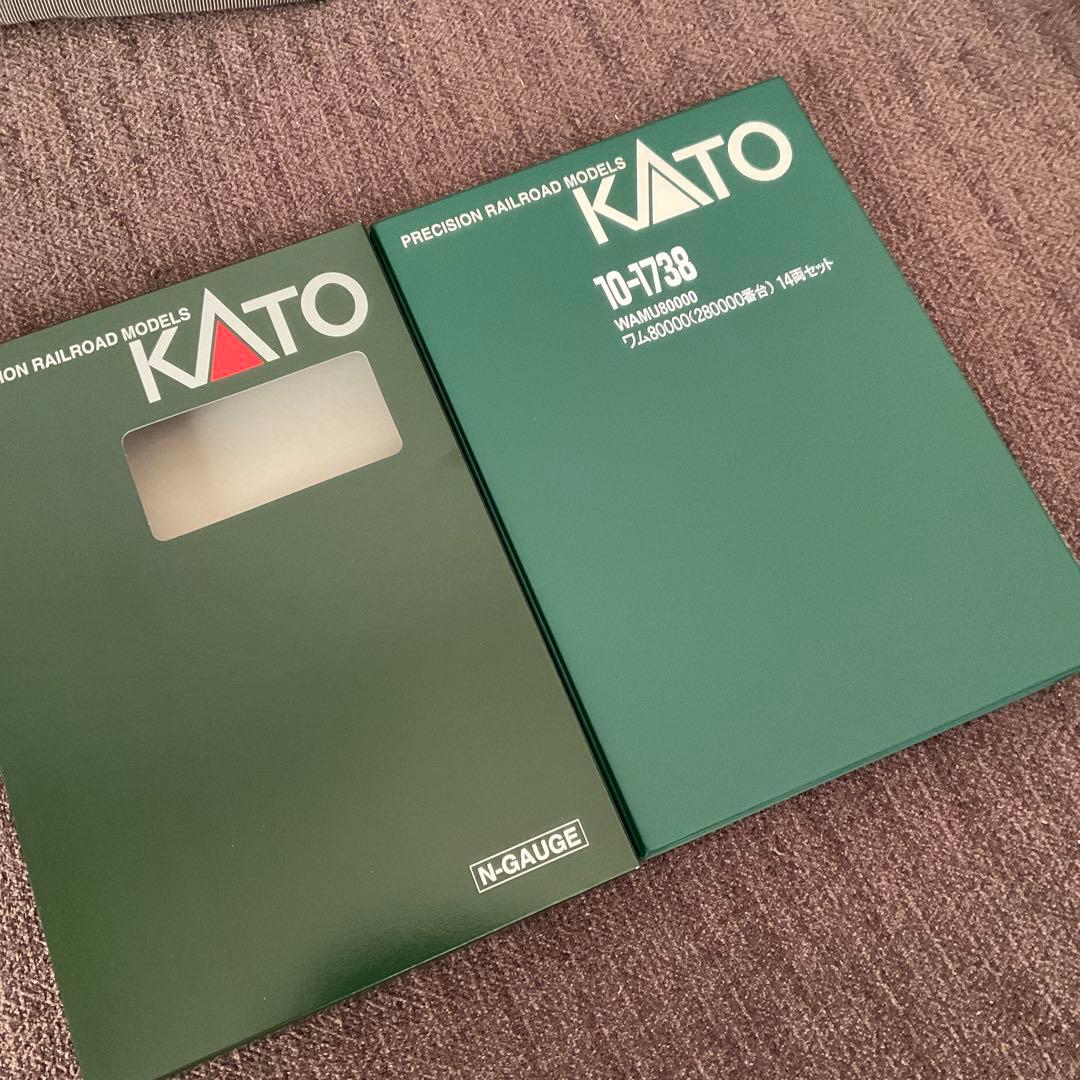 ION RAILROAD MODELS
KATO
N-GAUGE
PRECISION RAILROAD MODELS
KATO
10-1738
WAMU80000
ワム80000(280000番台) 14両セット